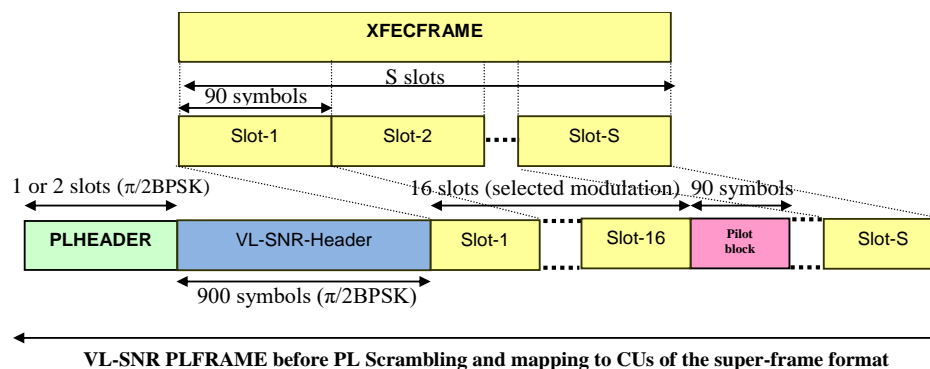 XFECFRAME
S slots
90 symbols
Slot-1 Slot-2 Slot-S
1 or 2 slots (π/2BPSK) 16 slots (selected modulation) 90 symbols
PLHEADER VL-SNR-Header Slot-1 Slot-16 Pilot block Slot-S
900 symbols (π/2BPSK)
VL-SNR PLFRAME before PL Scrambling and mapping to CUs of the super-frame format